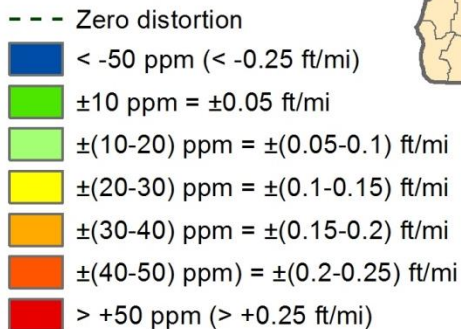 Zero distortion
< -50 ppm (< -0.25 ft/mi)
±10 ppm = ±0.05 ft/mi
±(10-20) ppm = ±(0.05-0.1) ft/mi
±(20-30) ppm = ±(0.1-0.15) ft/mi
±(30-40) ppm = ±(0.15-0.2) ft/mi
±(40-50) ppm) = ±(0.2-0.25) ft/mi
> +50 ppm (> +0.25 ft/mi)